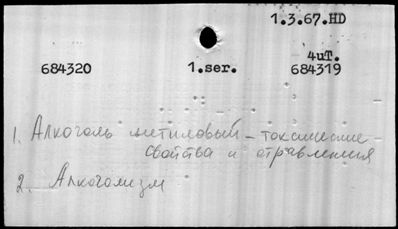 1.3.67.HD
4uT.
684320 1.ser. 684319
1. Алкоголь метиловый - токсические
свойства и отравления
2. Алкоголизм